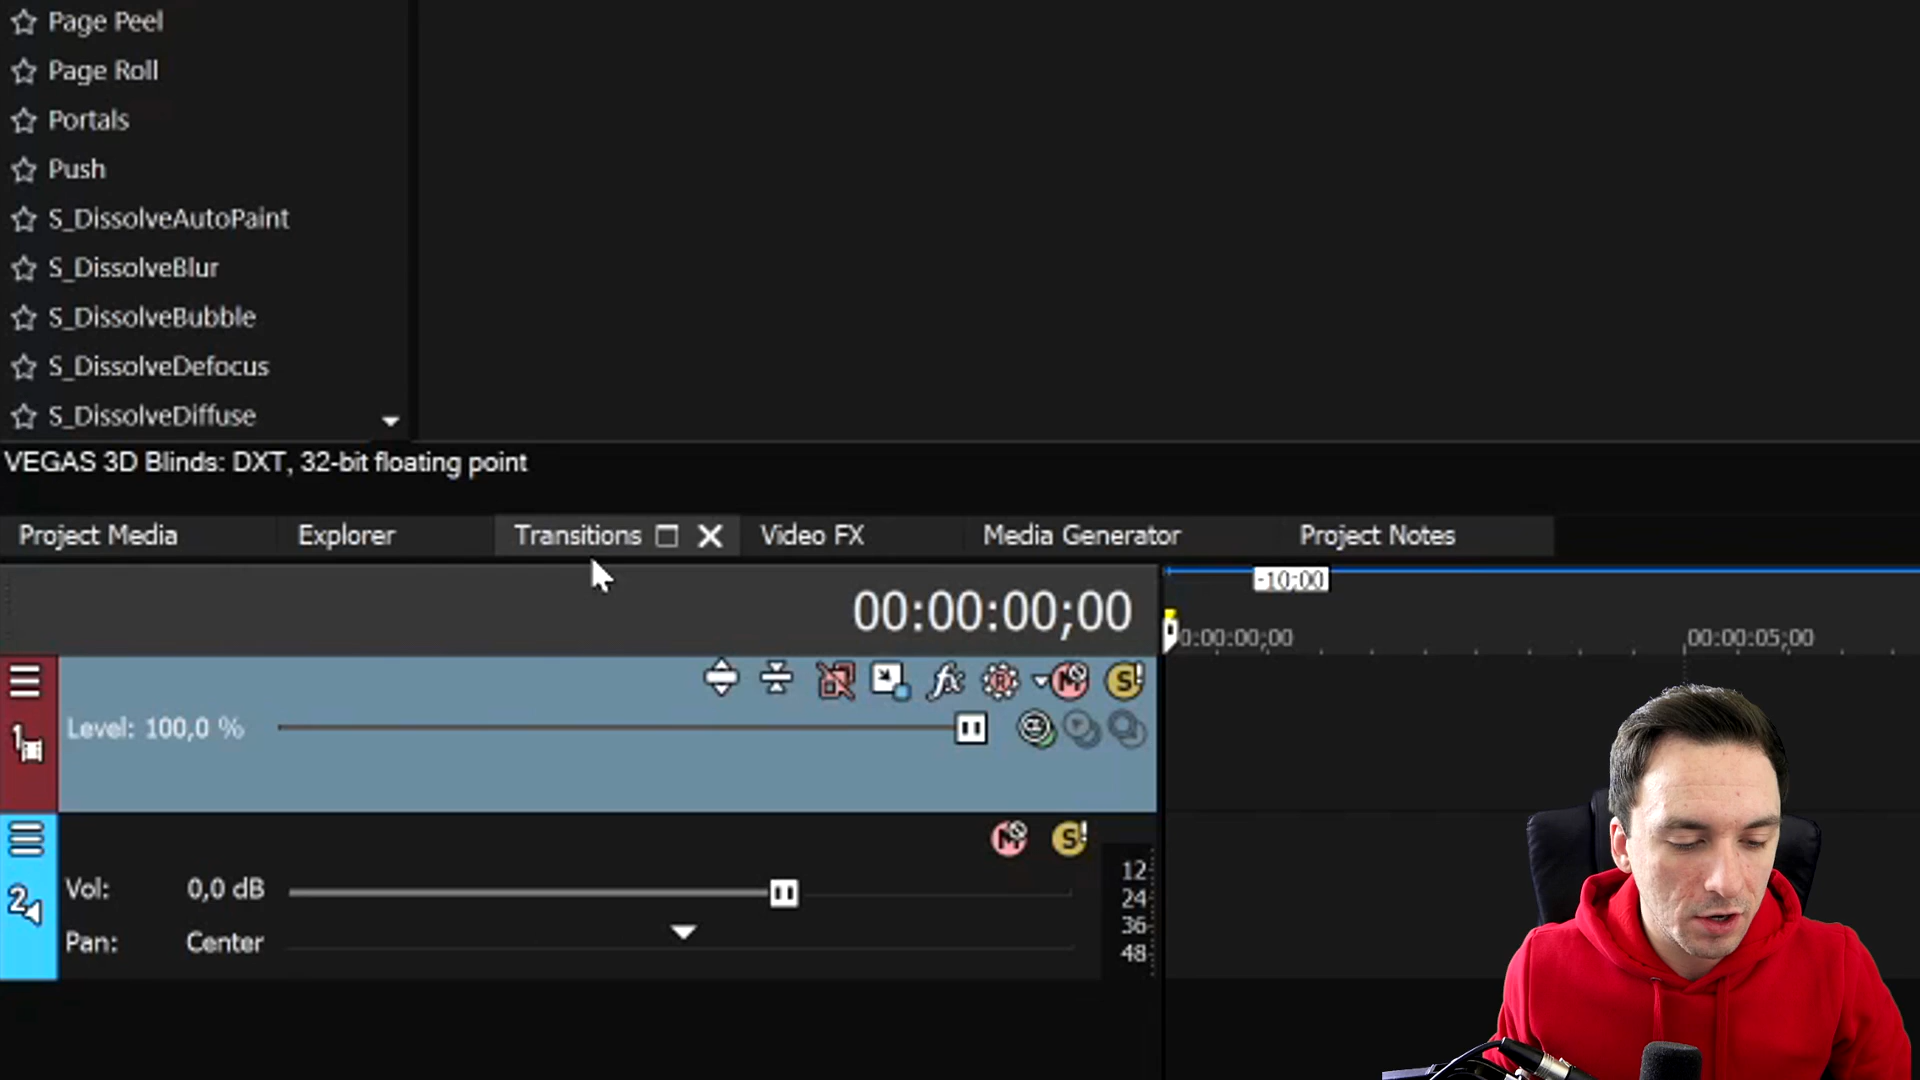 Page Peel
Page Roll
Portals
Push
S_DissolveAutoPaint
S_DissolveBlur
S_DissolveBubble
S_DissolveDefocus
S_DissolveDiffuse
VEGAS 3D Blinds: DXT, 32-bit floating point
Project Media Explorer Transitions Video FX Media Generator Project Notes
00:00:00;00
-10:00
0:00:00;00 00:00:05;00
1
Level: 100,0 %
2
Vol: 0,0 dB
Pan: Center
12
24
36
48